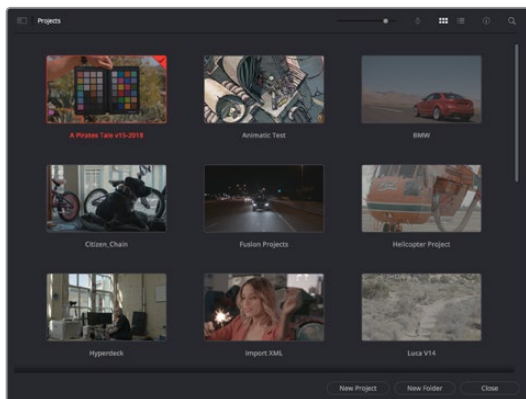 Projects
A Pirates Tale v15-2018
Animatic Test
BMW
Citizen_Chain
Fusion Projects
Helicopter Project
Hyperdeck
Import XML
Luca V14
New Project
New Folder
Close